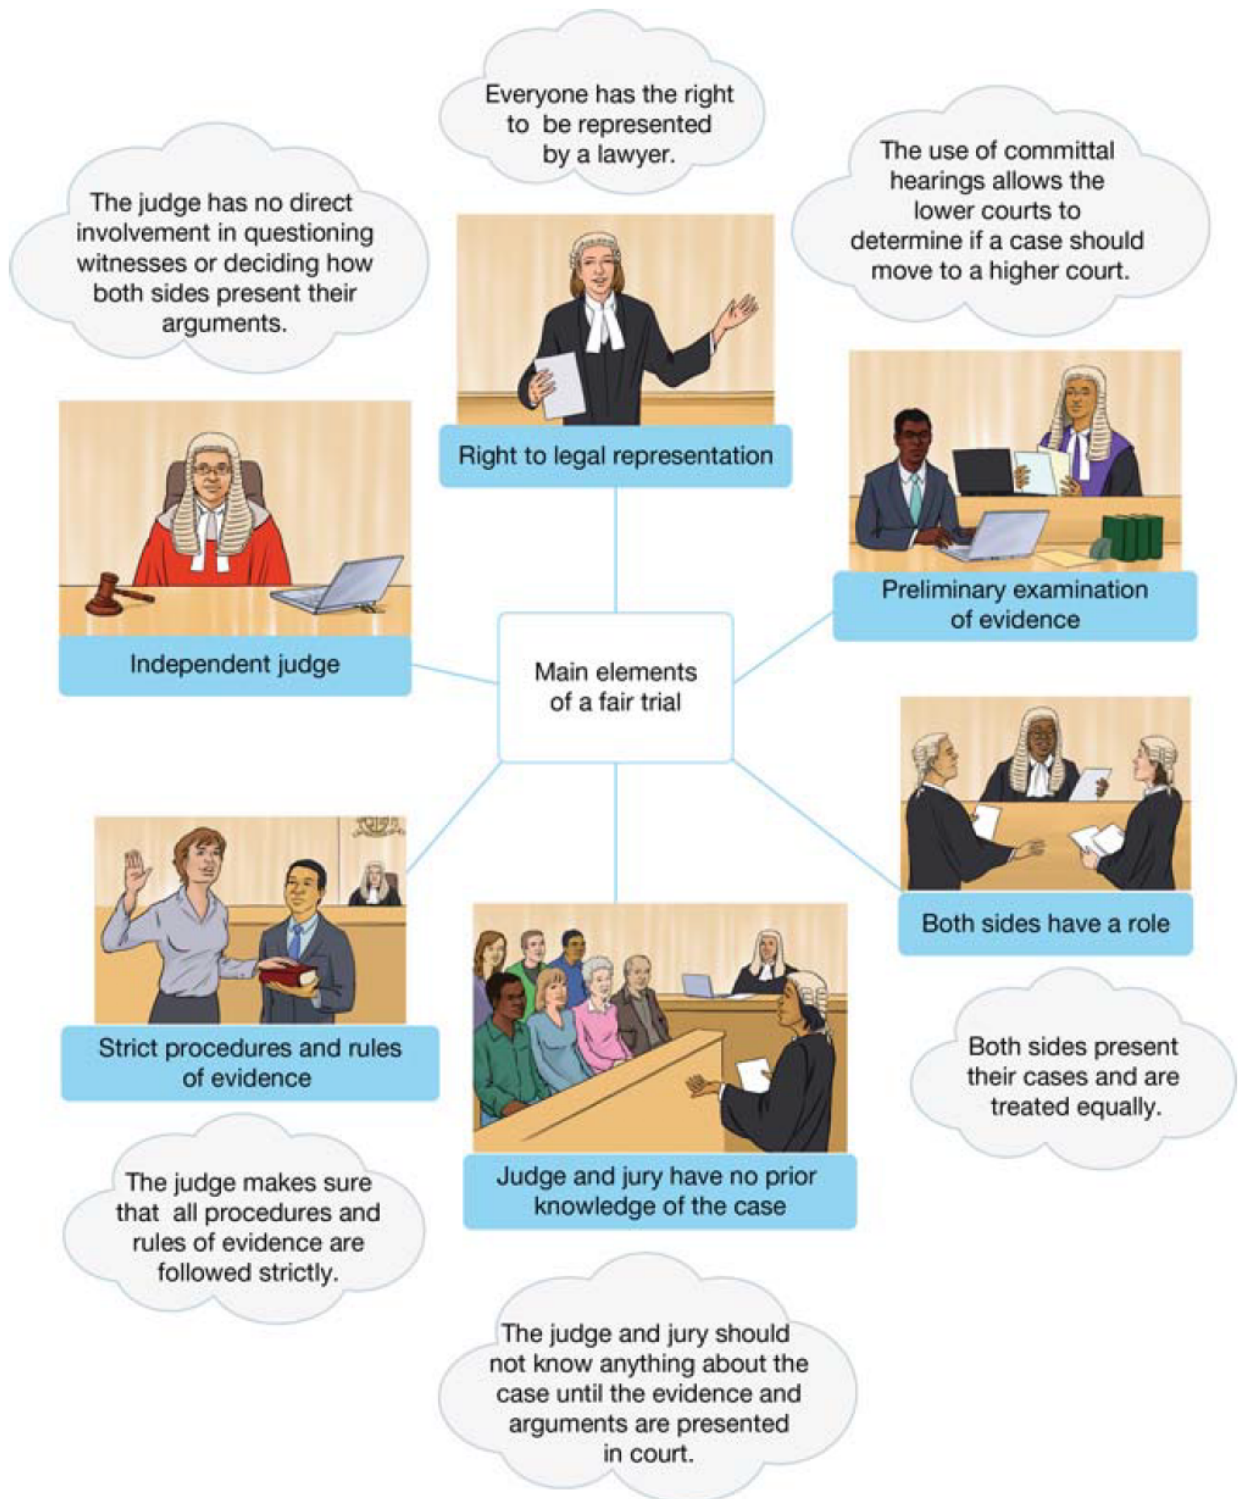 Everyone has the right
to be represented
by a lawyer.
Right to legal representation
The use of committal
hearings allows the
lower courts to
determine if a case should
move to a higher court.
Preliminary examination
of evidence
The judge has no direct
involvement in questioning
witnesses or deciding how
both sides present their
arguments.
Independent judge
Main elements
of a fair trial
Both sides have a role
Both sides present
their cases and are
treated equally.
Strict procedures and rules
of evidence
The judge makes sure
that all procedures and
rules of evidence are
followed strictly.
Judge and jury have no prior
knowledge of the case
The judge and jury should
not know anything about the
case until the evidence and
arguments are presented
in court.